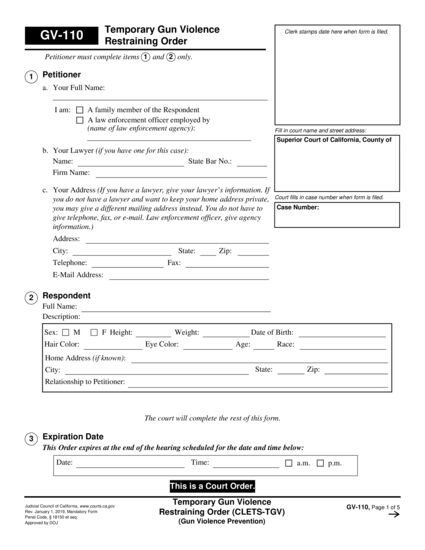 GV-110
Temporary Gun Violence
Restraining Order
Clerk stamps date here when form is filed.
Petitioner must complete items 1 and 2 only.
1 Petitioner
a. Your Full Name:
I am: A family member of the Respondent
A law enforcement officer employed by
(name of law enforcement agency):
Fill in court name and street address:
Superior Court of California, County of
b. Your Lawyer (if you have one for this case):
Name: State Bar No.:
Firm Name:
c. Your Address (If you have a lawyer, give your lawyer's information. If
you do not have a lawyer and want to keep your home address private,
you may give a different mailing address instead. You do not have to
give telephone, fax, or e-mail. Law enforcement officer, give agency
information.)
Court fills in case number when form is filed.
Case Number:
Address:
City: State: Zip:
Telephone: Fax:
E-Mail Address:
2 Respondent
Full Name:
Description:
Sex: M F Height: Weight: Date of Birth:
Hair Color: Eye Color: Age: Race:
Home Address (if known):
City: State: Zip:
Relationship to Petitioner:
The court will complete the rest of this form.
3 Expiration Date
This Order expires at the end of the hearing scheduled for the date and time below:
Date: Time: a.m. p.m.
This is a Court Order.
Judicial Council of California, www.courts.ca.gov
Rev. January 1, 2019, Mandatory Form
Penal Code, § 18150 et seq.
Approved by DOJ
Temporary Gun Violence
Restraining Order (CLETS-TGV)
(Gun Violence Prevention)
GV-110, Page 1 of 5